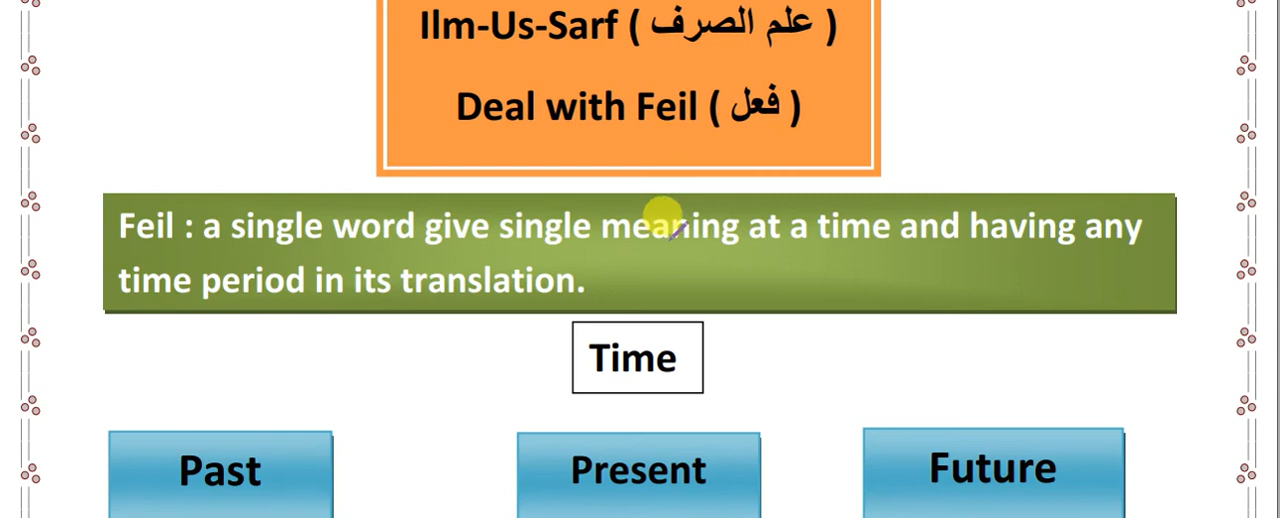 Ilm-Us-Sarf ( علم الصرف )
Deal with Feil ( فعل )
Feil : a single word give single meaning at a time and having any
time period in its translation.
Time
Past
Present
Future